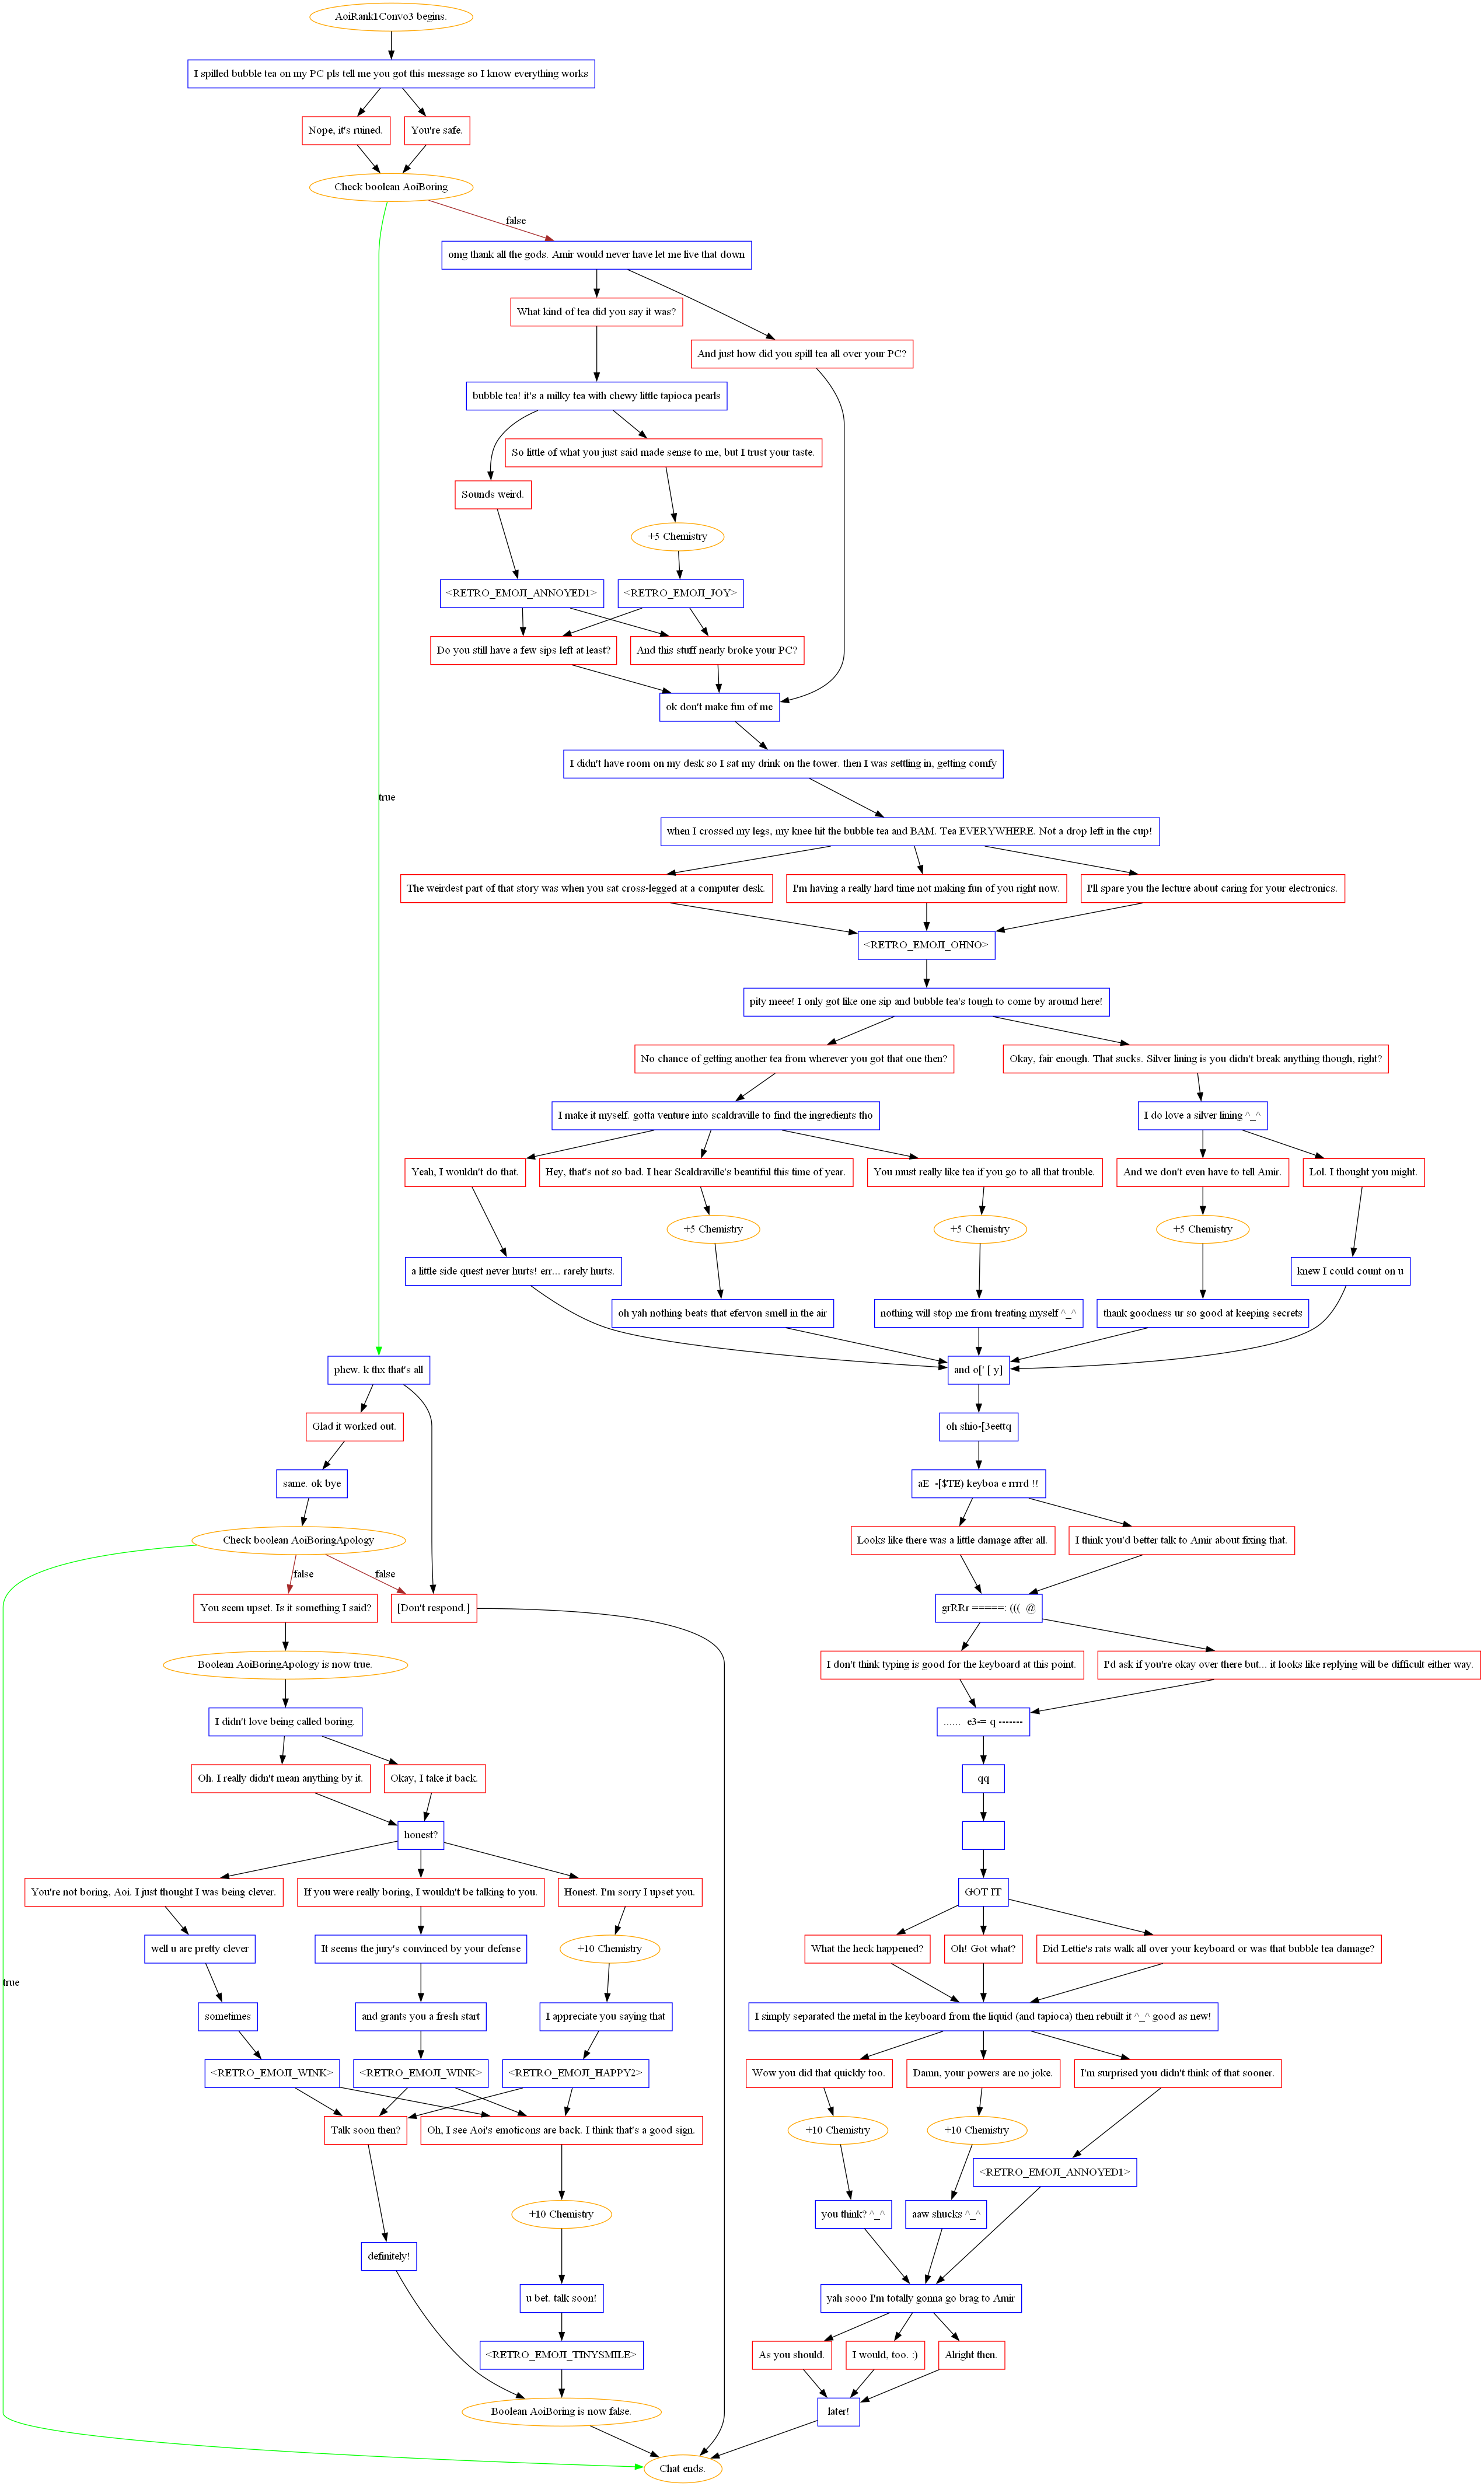 AoiRank1Convo3 begins.
I spilled bubble tea on my PC pls tell me you got this message so I know everything works
Nope, it's ruined.
You're safe.
Check boolean AoiBoring
false
omg thank all the gods. Amir would never have let me live that down
What kind of tea did you say it was?
And just how did you spill tea all over your PC?
bubble tea! it's a milky tea with chewy little tapioca pearls
So little of what you just said made sense to me, but I trust your taste.
Sounds weird.
+5 Chemistry
<RETRO_EMOJI_ANNOYED1>
<RETRO_EMOJI_JOY>
Do you still have a few sips left at least?
And this stuff nearly broke your PC?
ok don't make fun of me
I didn't have room on my desk so I sat my drink on the tower. then I was settling in, getting comfy
true
when I crossed my legs, my knee hit the bubble tea and BAM. Tea EVERYWHERE. Not a drop left in the cup!
The weirdest part of that story was when you sat cross-legged at a computer desk.
I'm having a really hard time not making fun of you right now.
I'll spare you the lecture about caring for your electronics.
<RETRO_EMOJI_OHNO>
pity meee! I only got like one sip and bubble tea's tough to come by around here!
No chance of getting another tea from wherever you got that one then?
Okay, fair enough. That sucks. Silver lining is you didn't break anything though, right?
I make it myself. gotta venture into scaldraville to find the ingredients tho
I do love a silver lining ^_^
Yeah, I wouldn't do that.
Hey, that's not so bad. I hear Scaldraville's beautiful this time of year.
You must really like tea if you go to all that trouble.
And we don't even have to tell Amir.
Lol. I thought you might.
+5 Chemistry
+5 Chemistry
+5 Chemistry
a little side quest never hurts! err... rarely hurts.
knew I could count on u
oh yah nothing beats that efervon smell in the air
nothing will stop me from treating myself ^_^
thank goodness ur so good at keeping secrets
phew. k thx that's all
and o[' [ y]
Glad it worked out.
oh shio-[3eettq
same. ok bye
aE  -[$TE) keyboa e rrrrd !!
Check boolean AoiBoringApology
Looks like there was a little damage after all.
I think you'd better talk to Amir about fixing that.
false
false
You seem upset. Is it something I said?
[Don't respond.]
grRRr =====: (((  @
Boolean AoiBoringApology is now true.
I don't think typing is good for the keyboard at this point.
I'd ask if you're okay over there but... it looks like replying will be difficult either way.
I didn't love being called boring.
......  e3-= q -------
Oh. I really didn't mean anything by it.
Okay, I take it back.
qq
honest?
You're not boring, Aoi. I just thought I was being clever.
If you were really boring, I wouldn't be talking to you.
Honest. I'm sorry I upset you.
GOT IT
well u are pretty clever
It seems the jury's convinced by your defense
+10 Chemistry
What the heck happened?
Oh! Got what?
Did Lettie's rats walk all over your keyboard or was that bubble tea damage?
true
sometimes
and grants you a fresh start
I appreciate you saying that
I simply separated the metal in the keyboard from the liquid (and tapioca) then rebuilt it ^_^ good as new!
<RETRO_EMOJI_WINK>
<RETRO_EMOJI_WINK>
<RETRO_EMOJI_HAPPY2>
Wow you did that quickly too.
Damn, your powers are no joke.
I'm surprised you didn't think of that sooner.
Talk soon then?
Oh, I see Aoi's emoticons are back. I think that's a good sign.
+10 Chemistry
+10 Chemistry
<RETRO_EMOJI_ANNOYED1>
+10 Chemistry
you think? ^_^
aaw shucks ^_^
definitely!
u bet. talk soon!
yah sooo I'm totally gonna go brag to Amir
<RETRO_EMOJI_TINYSMILE>
As you should.
I would, too. :)
Alright then.
Boolean AoiBoring is now false.
later!
Chat ends.